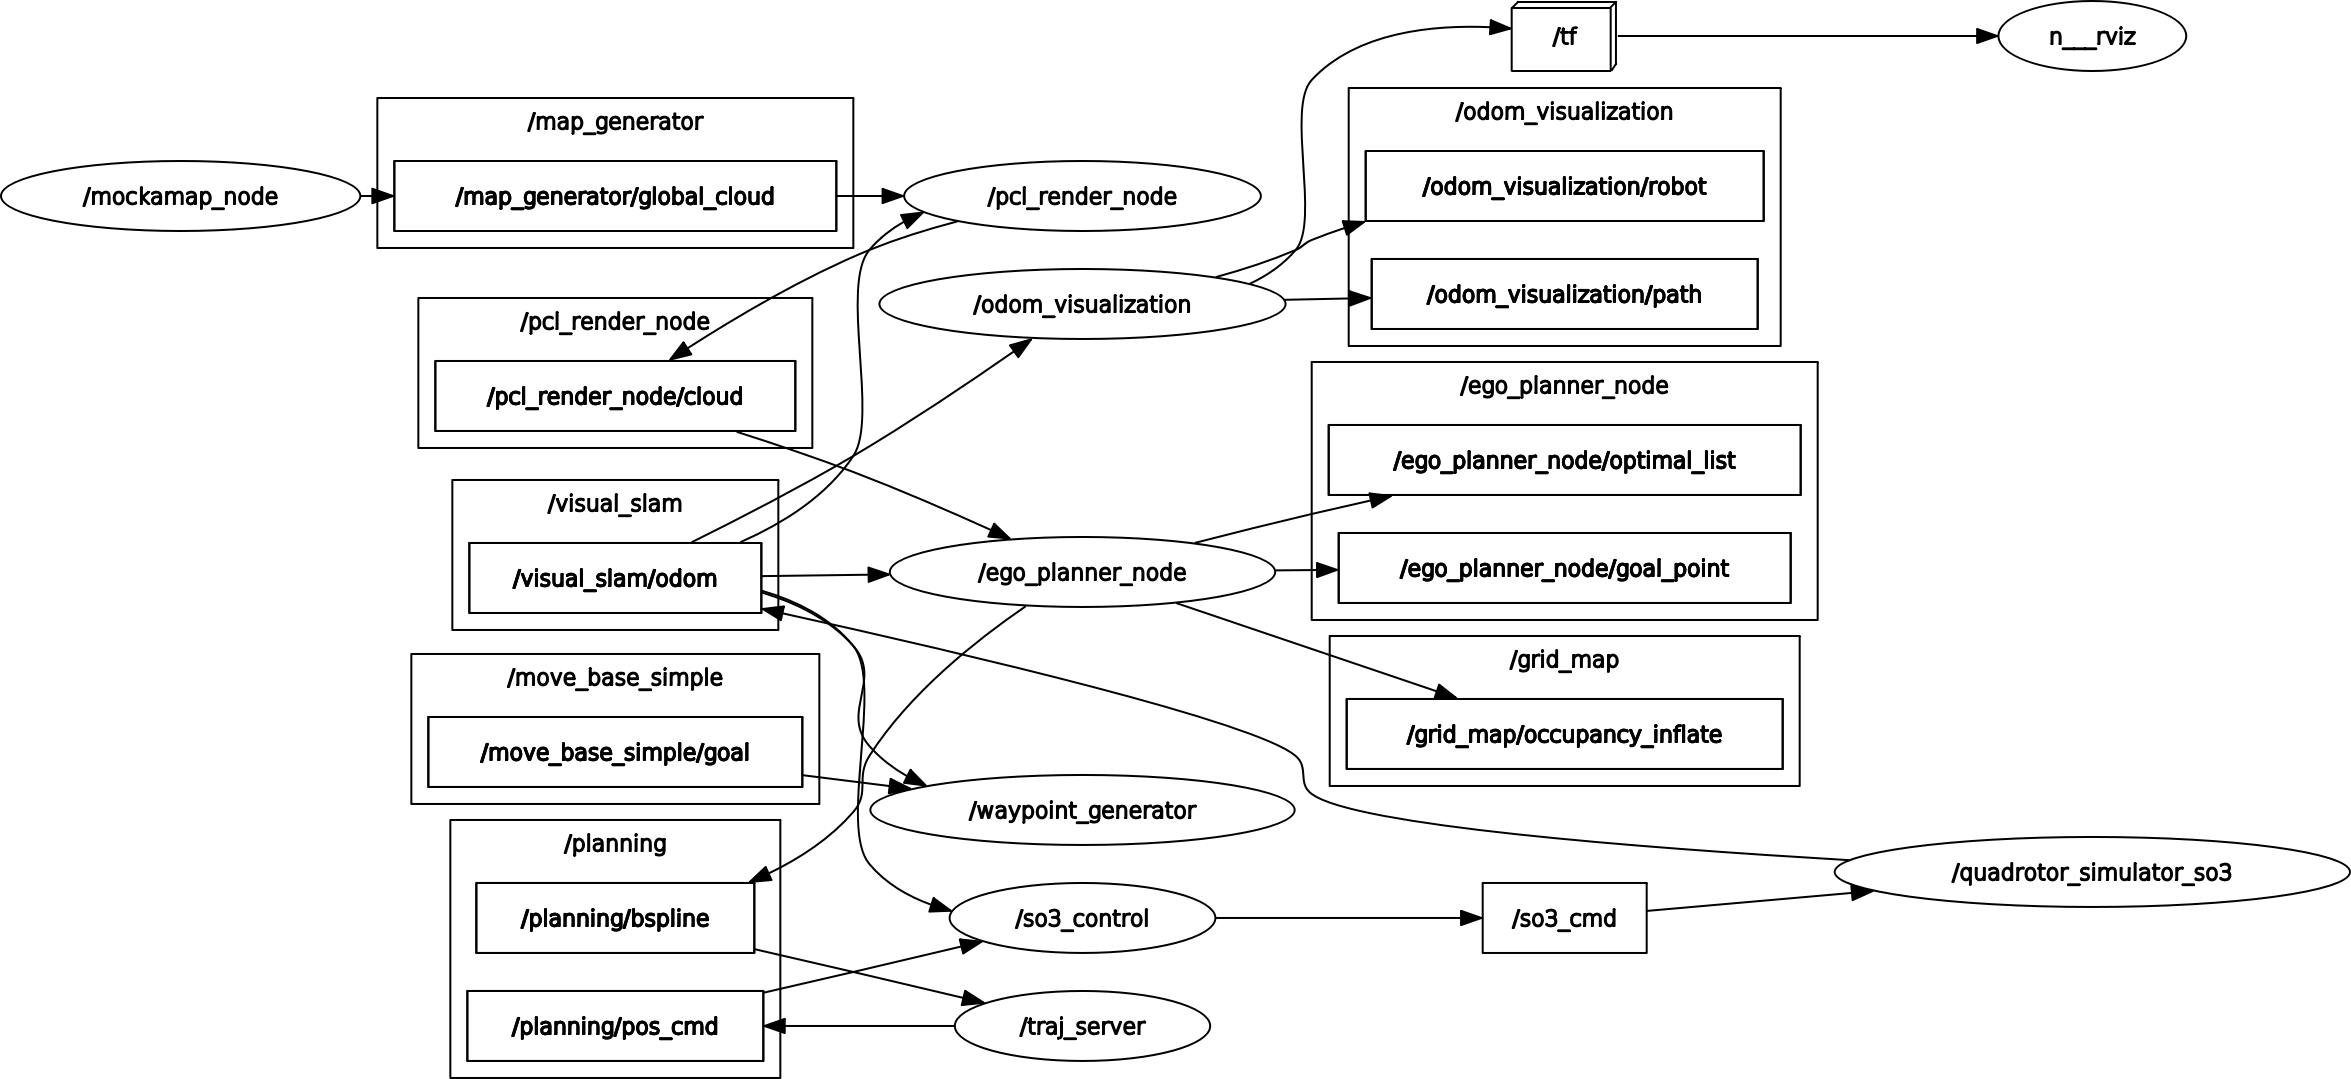 /tf
n___rviz
/map_generator
/odom_visualization
/mockamap_node
/map_generator/global_cloud
/pcl_render_node
/odom_visualization/robot
/pcl_render_node
/odom_visualization
/odom_visualization/path
/pcl_render_node/cloud
/ego_planner_node
/ego_planner_node/optimal_list
/visual_slam
/visual_slam/odom
/ego_planner_node
/ego_planner_node/goal_point
/move_base_simple
/grid_map
/move_base_simple/goal
/grid_map/occupancy_inflate
/waypoint_generator
/planning
/quadrotor_simulator_so3
/planning/bspline
/so3_control
/so3_cmd
/planning/pos_cmd
/traj_server